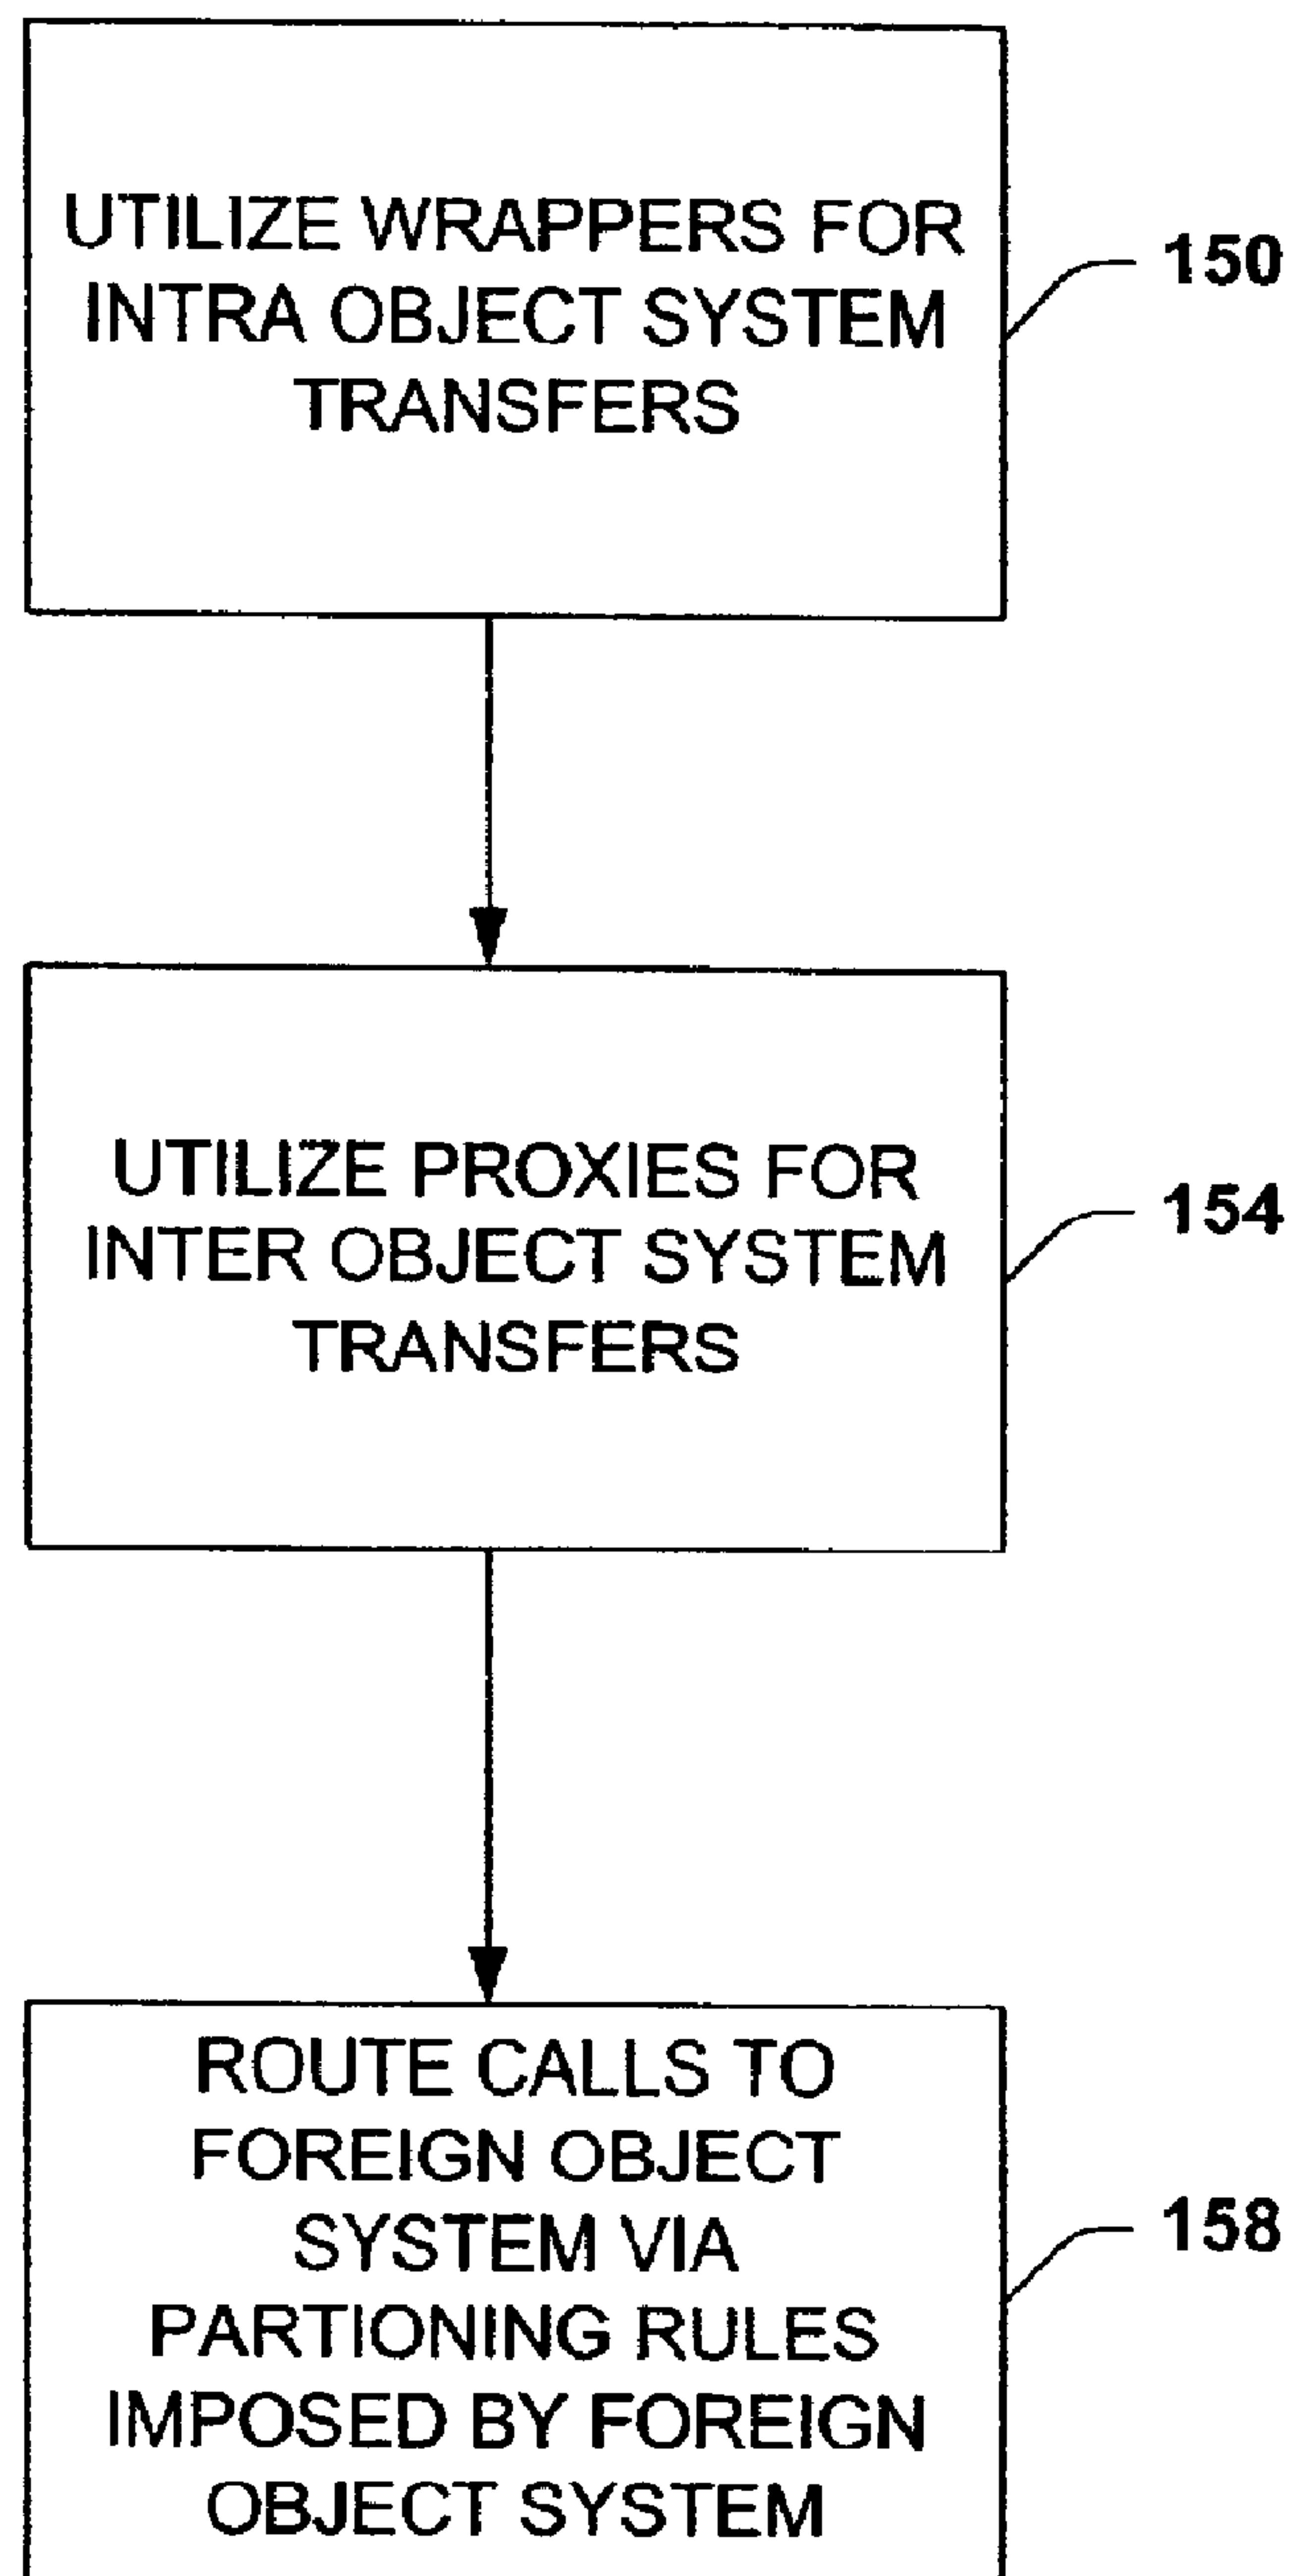 UTILIZE WRAPPERS FOR
INTRA OBJECT SYSTEM
TRANSFERS
150
UTILIZE PROXIES FOR
INTER OBJECT SYSTEM
TRANSFERS
154
ROUTE CALLS TO
FOREIGN OBJECT
SYSTEM VIA
PARTIONING RULES
IMPOSED BY FOREIGN
OBJECT SYSTEM
158